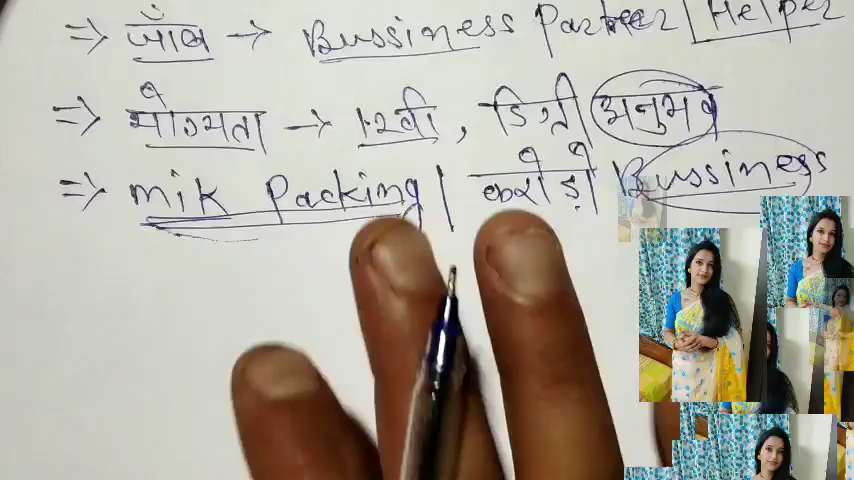 ⇒ जॉब → Bussiness Partner | Helper
⇒ योग्यता → 12वी, डिग्री अनुभव
⇒ mik Packing | करोड़ो Bussiness